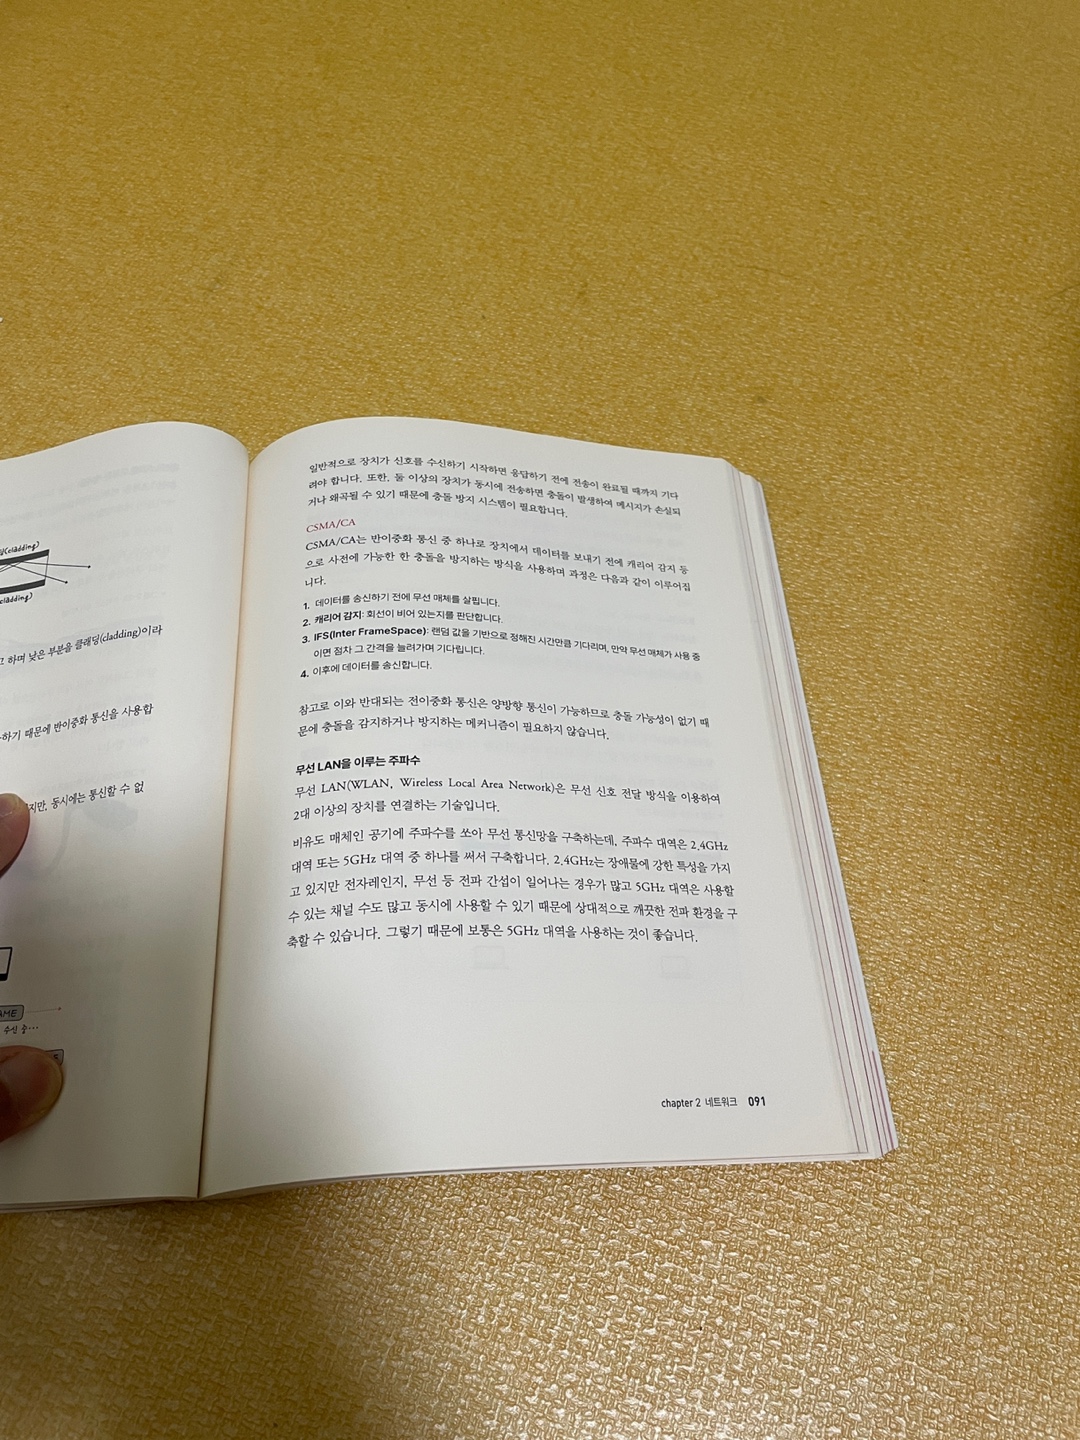 (cladding)
cladding)
고 하며 낮은 부분을 클래딩(cladding)이라
하기 때문에 반이중화 통신을 사용합
지만, 동시에는 통신할 수 없
AME
수신 중...
일반적으로 장치가 신호를 수신하기 시작하면 응답하기 전에 전송이 완료될 때까지 기다
려야 합니다. 또한, 둘 이상의 장치가 동시에 전송하면 충돌이 발생하여 메시지가 손실되
거나 왜곡될 수 있기 때문에 충돌 방지 시스템이 필요합니다.
CSMA/CA
CSMA/CA는 반이중화 통신 중 하나로 장치에서 데이터를 보내기 전에 캐리어 감지 등
으로 사전에 가능한 한 충돌을 방지하는 방식을 사용하며 과정은 다음과 같이 이루어집
니다.
1. 데이터를 송신하기 전에 무선 매체를 살핍니다.
2. 캐리어 감지: 회선이 비어 있는지를 판단합니다.
3. IFS(Inter FrameSpace): 랜덤 값을 기반으로 정해진 시간만큼 기다리며, 만약 무선 매체가 사용 중
이면 점차 그 간격을 늘려가며 기다립니다.
4. 이후에 데이터를 송신합니다.
참고로 이와 반대되는 전이중화 통신은 양방향 통신이 가능하므로 충돌 가능성이 없기 때
문에 충돌을 감지하거나 방지하는 메커니즘이 필요하지 않습니다.
무선 LAN을 이루는 주파수
무선 LAN(WLAN, Wireless Local Area Network)은 무선 신호 전달 방식을 이용하여
2대 이상의 장치를 연결하는 기술입니다.
비유도 매체인 공기에 주파수를 쏘아 무선 통신망을 구축하는데, 주파수 대역은 2.4GHz
대역 또는 5GHz 대역 중 하나를 써서 구축합니다. 2.4GHz는 장애물에 강한 특성을 가지
고 있지만 전자레인지, 무선 등 전파 간섭이 일어나는 경우가 많고 5GHz 대역은 사용할
수 있는 채널 수도 많고 동시에 사용할 수 있기 때문에 상대적으로 깨끗한 전파 환경을 구
축할 수 있습니다. 그렇기 때문에 보통은 5GHz 대역을 사용하는 것이 좋습니다.
chapter 2 네트워크 091